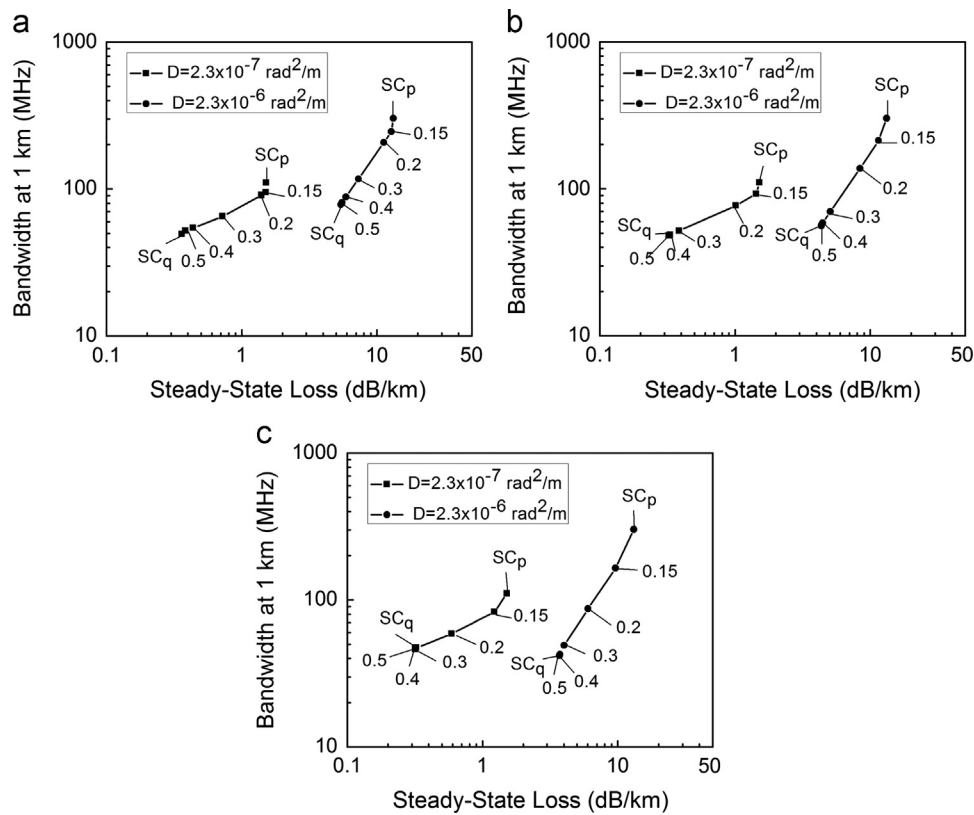 a
1000
100
10
Bandwidth at 1 km (MHz)
D=2.3x10-7 rad2/m
D=2.3x10-6 rad2/m
SCp
0.15
0.2
0.3
0.4
0.5
SCq
SCp
0.15
0.2
0.3
0.4
0.5
SCq
0.1 1 10 50
Steady-State Loss (dB/km)
b
1000
100
10
Bandwidth at 1 km (MHz)
D=2.3x10-7 rad2/m
D=2.3x10-6 rad2/m
SCp
0.15
0.2
0.3
0.4
0.5
SCq
SCp
0.15
0.2
0.3
0.4
0.5
SCq
0.1 1 10 50
Steady-State Loss (dB/km)
c
1000
100
10
Bandwidth at 1 km (MHz)
D=2.3x10-7 rad2/m
D=2.3x10-6 rad2/m
SCp
0.15
0.2
0.3
0.4
0.5
SCq
SCp
0.15
0.2
0.3
0.4
0.5
SCq
0.1 1 10 50
Steady-State Loss (dB/km)